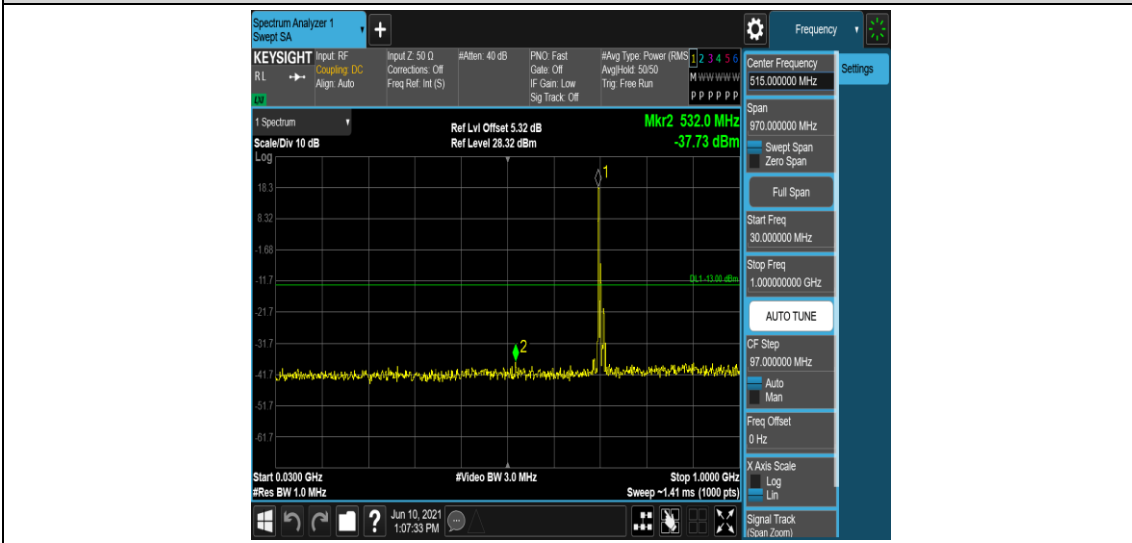 Spectrum Analyzer 1
Swept SA
+
Frequency
KEYSIGHT
RL
LXI
Input: RF
Coupling: DC
Align: Auto
Input Z: 50 Ω
Corrections: Off
Freq Ref: Int (S)
#Atten: 40 dB
PNO: Fast
Gate: Off
IF Gain: Low
Sig Track: Off
#Avg Type: Power (RMS
Avg|Hold: 50/50
Trig: Free Run
1 2 3 4 5 6
M W W W W W
P P P P P P
1 Spectrum
Scale/Div 10 dB
Ref Lvl Offset 5.32 dB
Ref Level 28.32 dBm
Mkr2 532.0 MHz
-37.73 dBm
Log
1
18.3
8.32
-1.68
-11.7
DL1 -13.00 dBm
-21.7
-31.7
2
-41.7
-51.7
-61.7
Start 0.0300 GHz
#Res BW 1.0 MHz
#Video BW 3.0 MHz
Stop 1.0000 GHz
Sweep ~1.41 ms (1000 pts)
?
Jun 10, 2021
1:07:33 PM
Center Frequency
515.000000 MHz
Settings
Span
970.000000 MHz
Swept Span
Zero Span
Full Span
Start Freq
30.000000 MHz
Stop Freq
1.000000000 GHz
AUTO TUNE
CF Step
97.000000 MHz
Auto
Man
Freq Offset
0 Hz
X Axis Scale
Log
Lin
Signal Track
(Span Zoom)